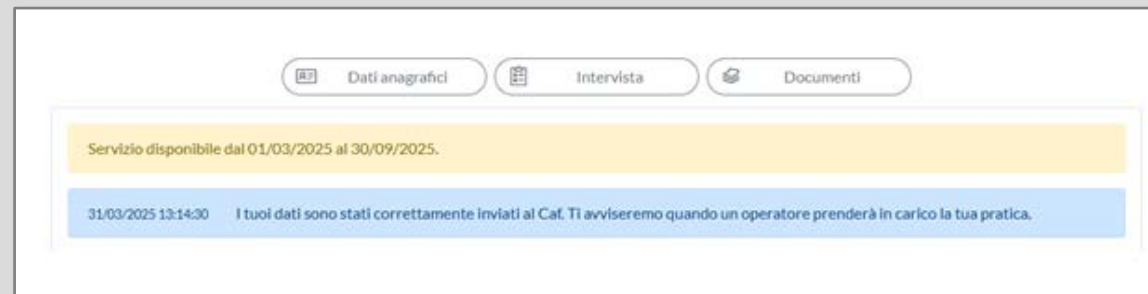 Dati anagrafici
Intervista
Documenti
Servizio disponibile dal 01/03/2025 al 30/09/2025.
31/03/2025 13:14:30 I tuoi dati sono stati correttamente inviati al Caf. Ti avviseremo quando un operatore prenderà in carico la tua pratica.